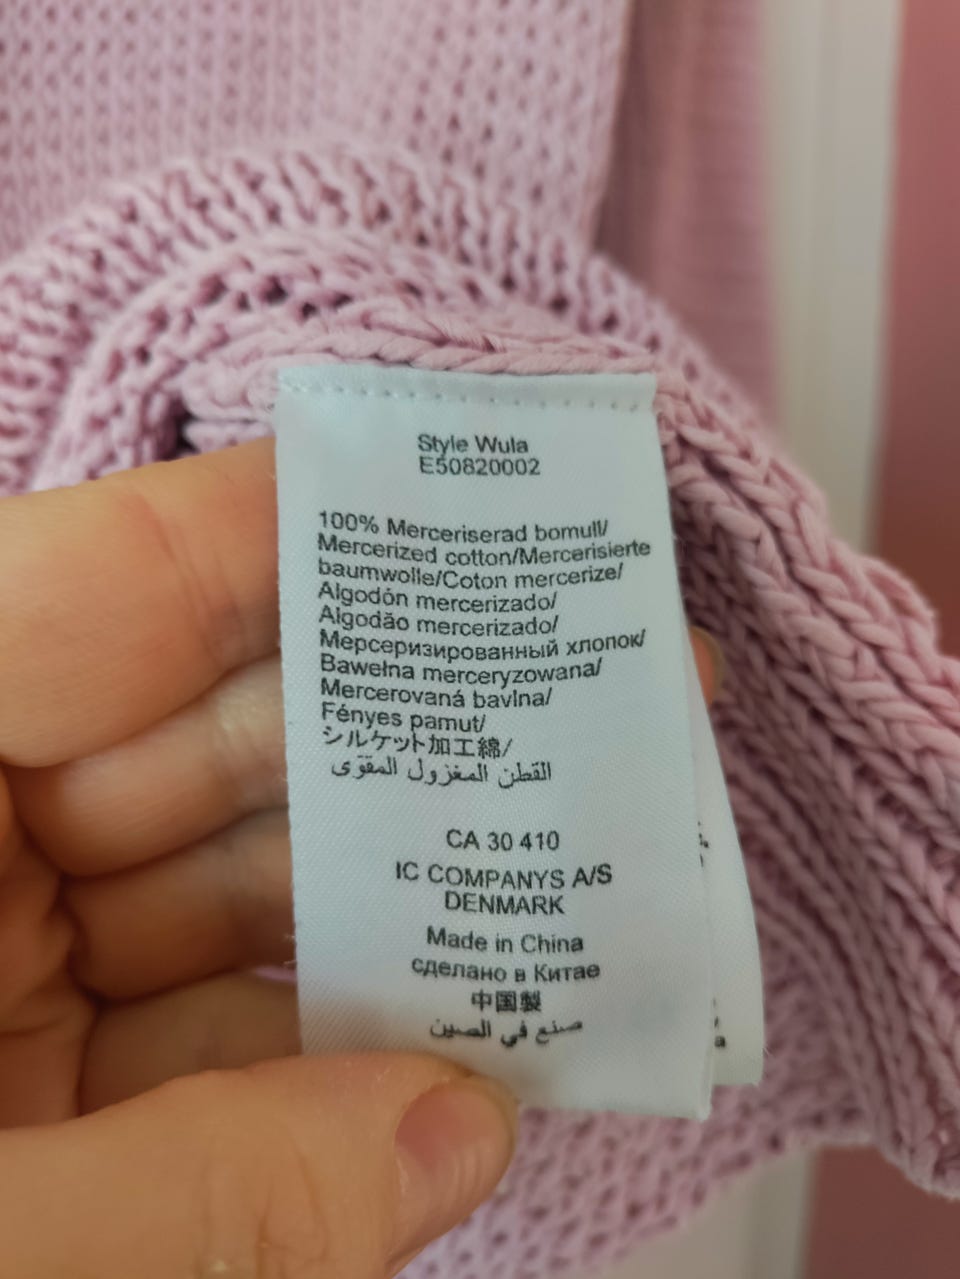 Style Wula
E50820002
100% Merceriserad bomull/
Mercerized cotton/Mercerisierte
baumwolle/Coton mercerize/
Algodón mercerizado/
Algodão mercerizado/
Мерсеризированный хлопок/
Bawełna merceryzowana/
Mercerovaná bavlna/
Fényes pamut/
シルケット加工綿/
القطن المغزول المقوّى
CA 30 410
IC COMPANYS A/S
DENMARK
Made in China
сделано в Китае
中国製
صنع في الصين